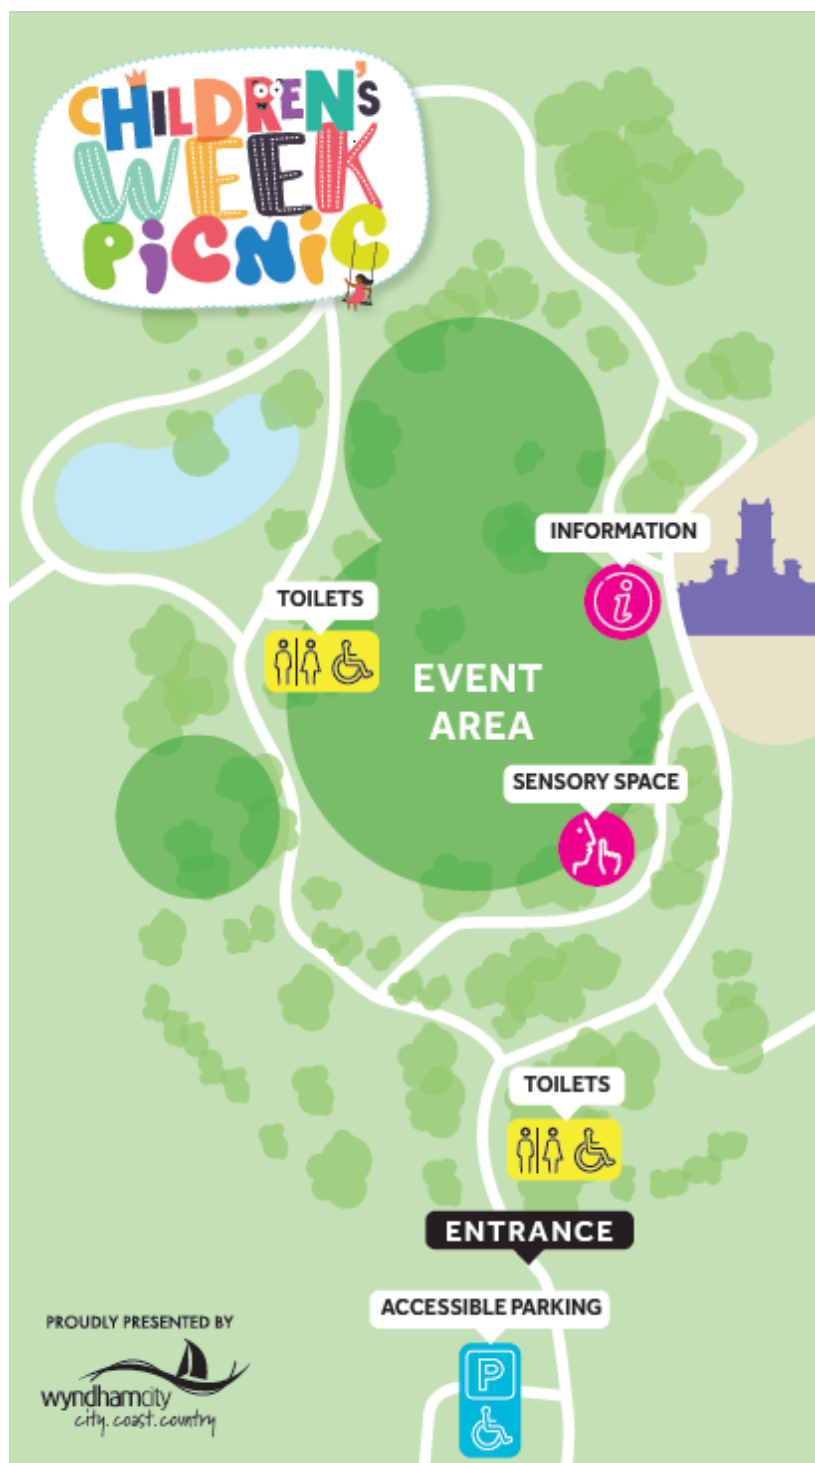 CHILDREN'S
WEEK
PiCNiC
INFORMATION
i
TOILETS
EVENT
AREA
SENSORY SPACE
TOILETS
ENTRANCE
ACCESSIBLE PARKING
P
PROUDLY PRESENTED BY
wyndhamcity
city. coast. country